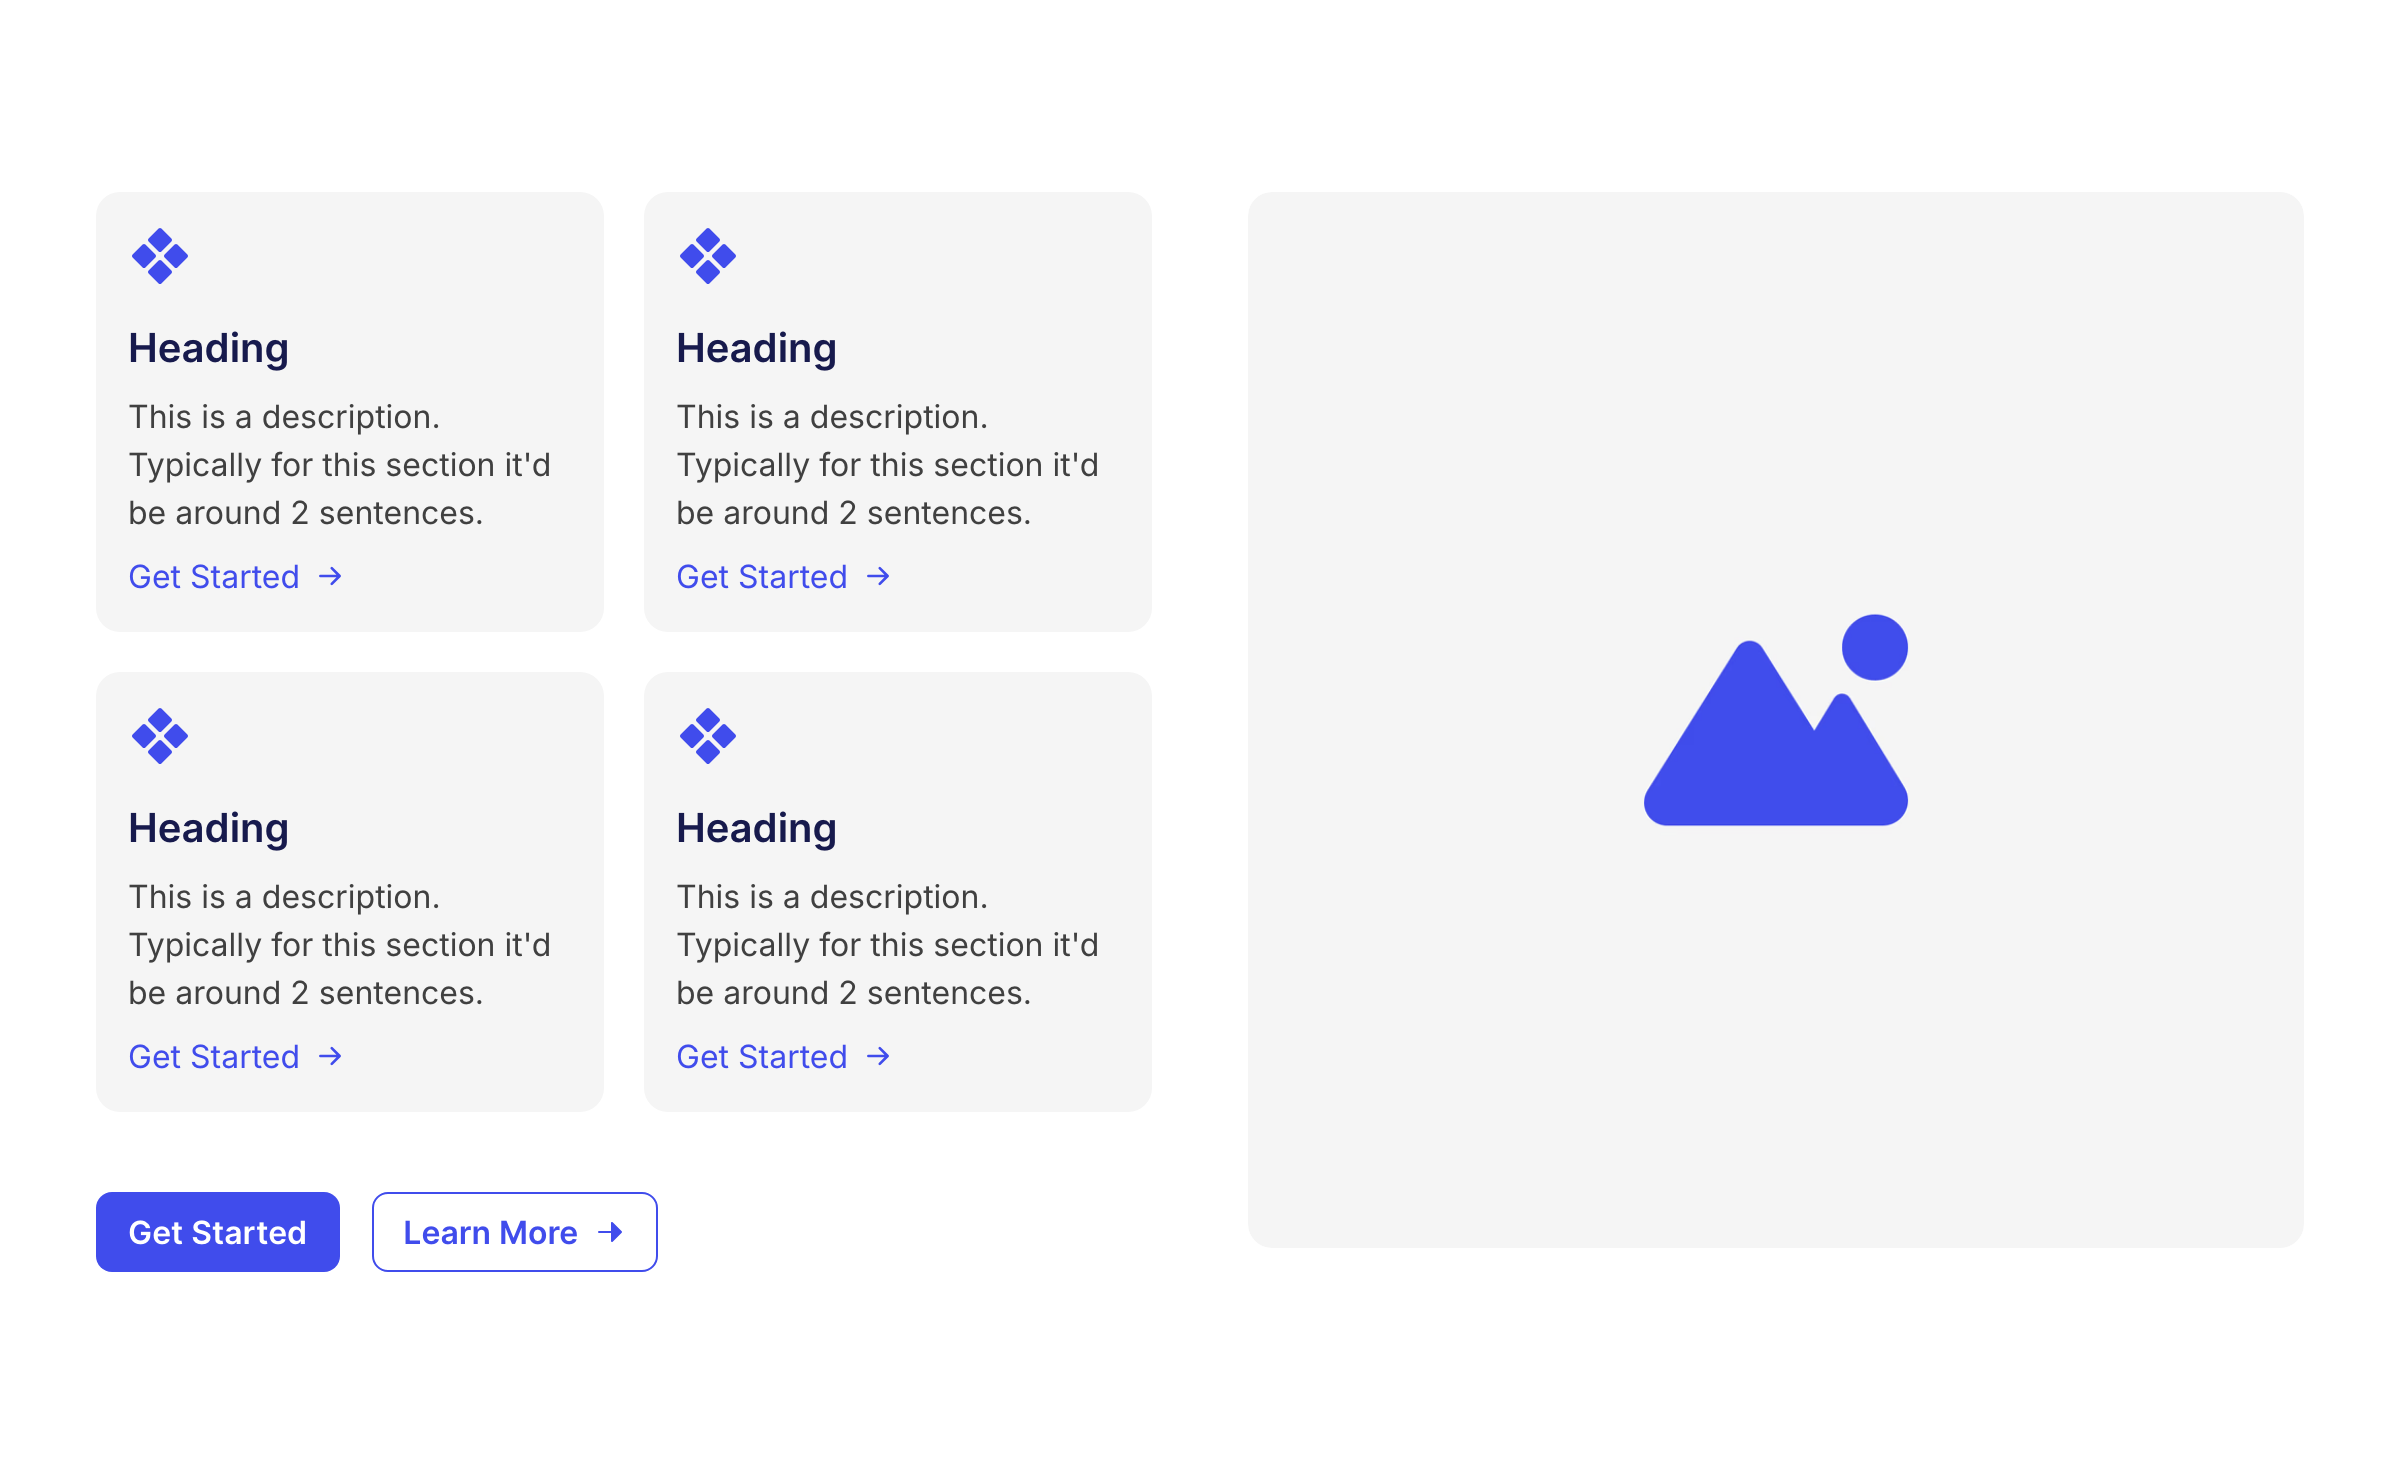 Heading
This is a description.
Typically for this section it'd
be around 2 sentences.
Get Started
Heading
This is a description.
Typically for this section it'd
be around 2 sentences.
Get Started
Heading
This is a description.
Typically for this section it'd
be around 2 sentences.
Get Started
Heading
This is a description.
Typically for this section it'd
be around 2 sentences.
Get Started
Get Started
Learn More